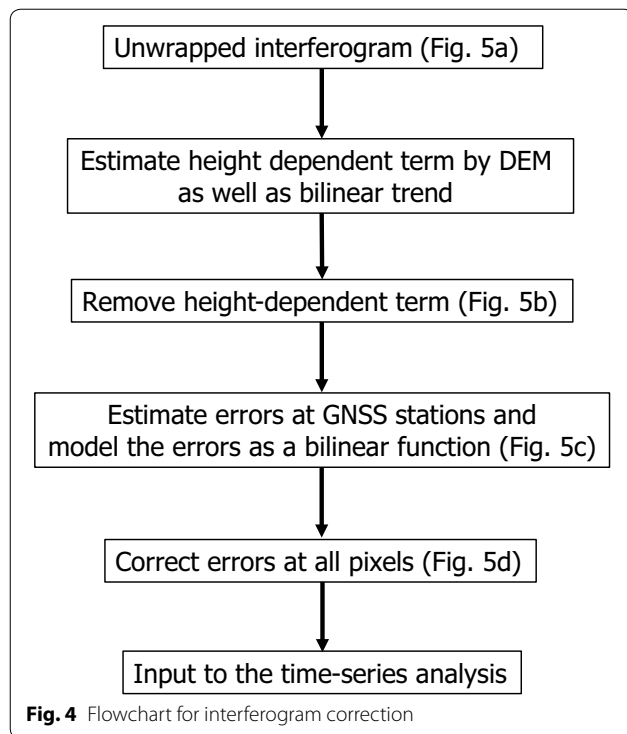 Unwrapped interferogram (Fig. 5a)
Estimate height dependent term by DEM
as well as bilinear trend
Remove height-dependent term (Fig. 5b)
Estimate errors at GNSS stations and
model the errors as a bilinear function (Fig. 5c)
Correct errors at all pixels (Fig. 5d)
Input to the time-series analysis
Fig. 4 Flowchart for interferogram correction